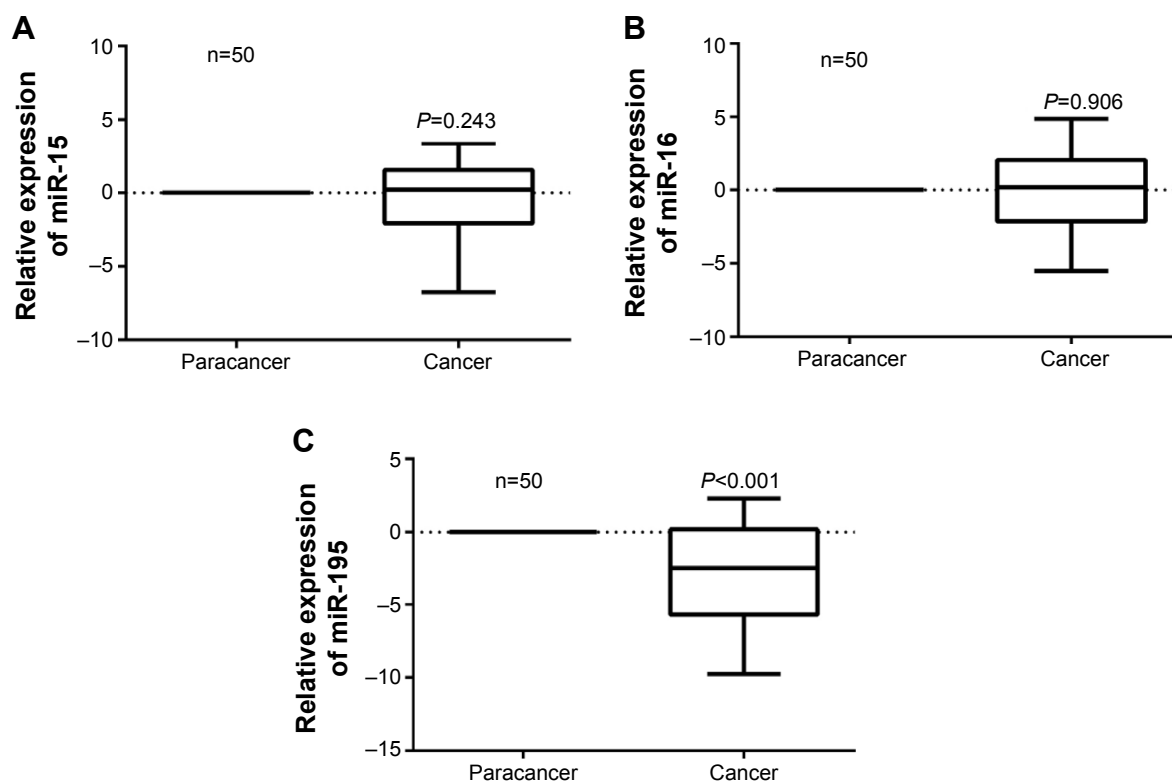 A
Relative expression
of miR-15
10
5
0
–5
–10
n=50
P=0.243
Paracancer
Cancer
B
Relative expression
of miR-16
10
5
0
–5
–10
n=50
P=0.906
Paracancer
Cancer
C
Relative expression
of miR-195
5
0
–5
–10
–15
n=50
P<0.001
Paracancer
Cancer